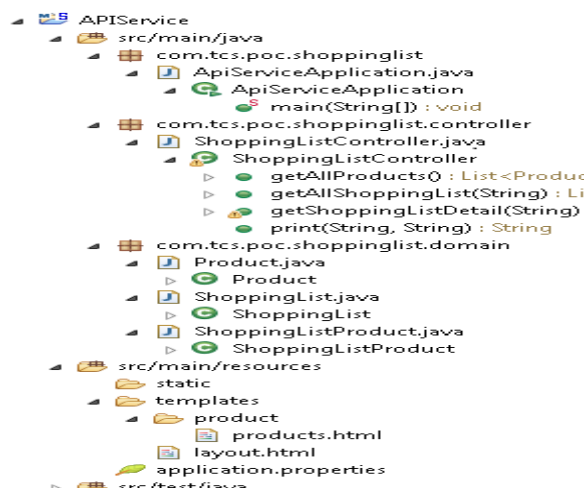 APIService
src/main/java
com.tcs.poc.shoppinglist
ApiServiceApplication.java
ApiServiceApplication
main(String[]) : void
com.tcs.poc.shoppinglist.controller
ShoppingListController.java
ShoppingListController
getAllProducts() : List<Produc
getAllShoppingList(String) : Li
getShoppingListDetail(String)
print(String, String) : String
com.tcs.poc.shoppinglist.domain
Product.java
Product
ShoppingList.java
ShoppingList
ShoppingListProduct.java
ShoppingListProduct
src/main/resources
static
templates
product
products.html
layout.html
application.properties
src/test/java